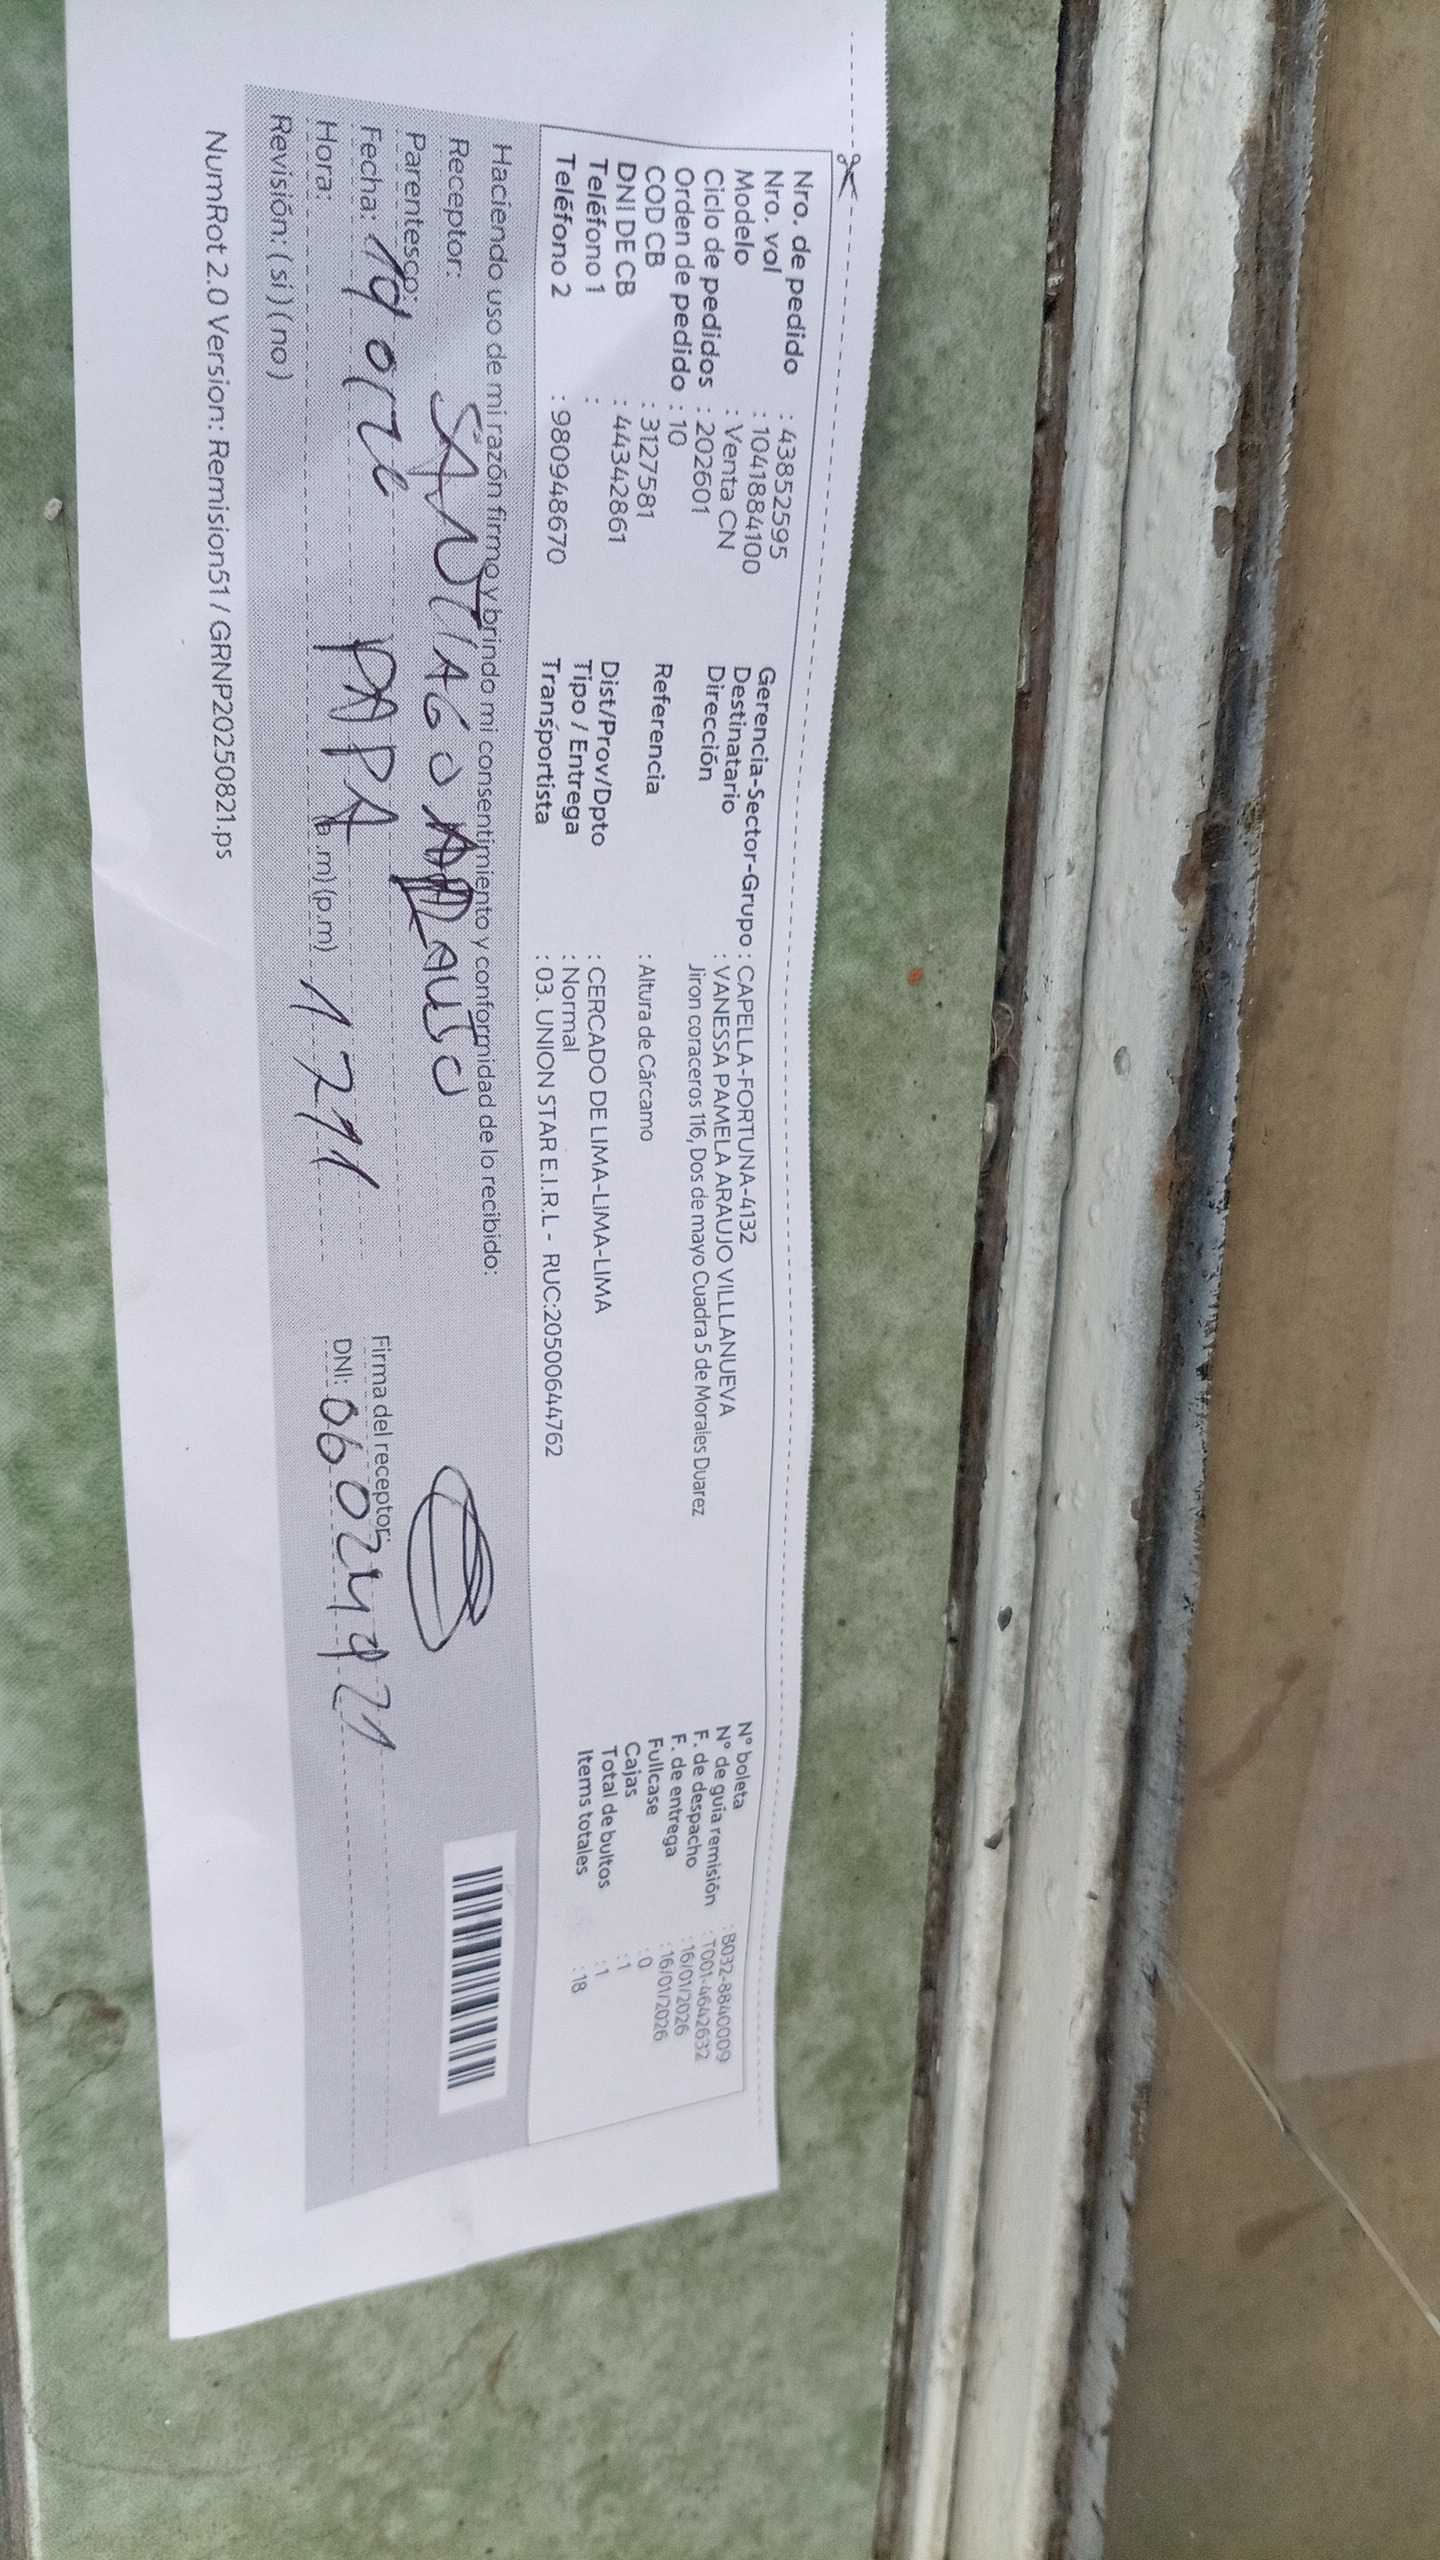 Nro. de pedido : 43852595
Nro. vol : 1041884100
Modelo : Venta CN
Ciclo de pedidos : 202601
Orden de pedido : 10
COD CB : 3127581
DNI DE CB : 44342861
Teléfono 1 :
Teléfono 2 : 980948670
Gerencia-Sector-Grupo : CAPELLA-FORTUNA-4132
Destinatario : VANESSA PAMELA ARAUJO VILLLANUEVA
Dirección Jiron coraceros 116, Dos de mayo Cuadra 5 de Morales Duarez
Referencia : Altura de Cárcamo
Dist/Prov/Dpto : CERCADO DE LIMA-LIMA-LIMA
Tipo / Entrega : Normal
Transportista : 03. UNION STAR E.I.R.L - RUC:20500644762
N° boleta : B032-8840009
N° de guia remisión : T001-4642632
F. de despacho : 16/01/2026
F. de entrega : 16/01/2026
Fullcase : 0
Cajas : 1
Total de bultos : 1
Items totales : 18
Haciendo uso de mi razón firmo y brindo mi consentimiento y conformidad de lo recibido:
Receptor: SANTIAGO ARAUJO
Parentesco: PAPA
Fecha:
Hora: (a.m) (p.m)
Revisión: ( si ) ( no )
Firma del receptor:
DNI: 06024921
NumRot 2.0 Version: Remision51 / GRNP20250821.ps